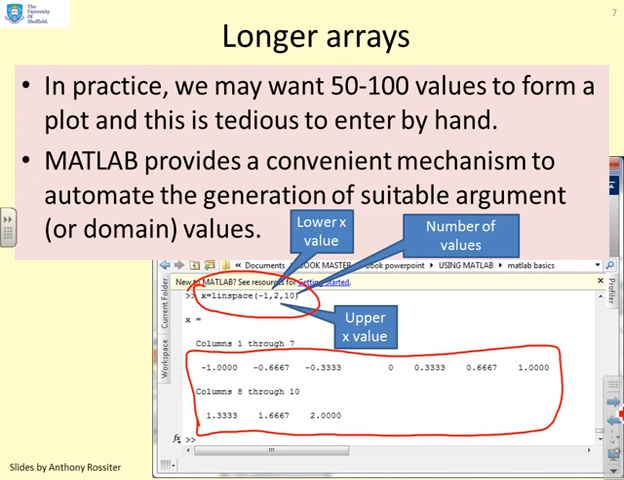 The
University
Of
Sheffield.
7
Longer arrays
• In practice, we may want 50-100 values to form a
plot and this is tedious to enter by hand.
• MATLAB provides a convenient mechanism to
automate the generation of suitable argument
(or domain) values.
Lower x
value
Number of
values
Documents
BOOK MASTER
book powerpoint
USING MATLAB
matlab basics
New to MATLAB? See resources for Getting Started.
>> x=linspace(-1,2,10)
Upper
x value
x =
Columns 1 through 7
-1.0000 -0.6667 -0.3333 0 0.3333 0.6667 1.0000
Columns 8 through 10
1.3333 1.6667 2.0000
fx >>
Current Folder
Workspace
Profiler
Slides by Anthony Rossiter